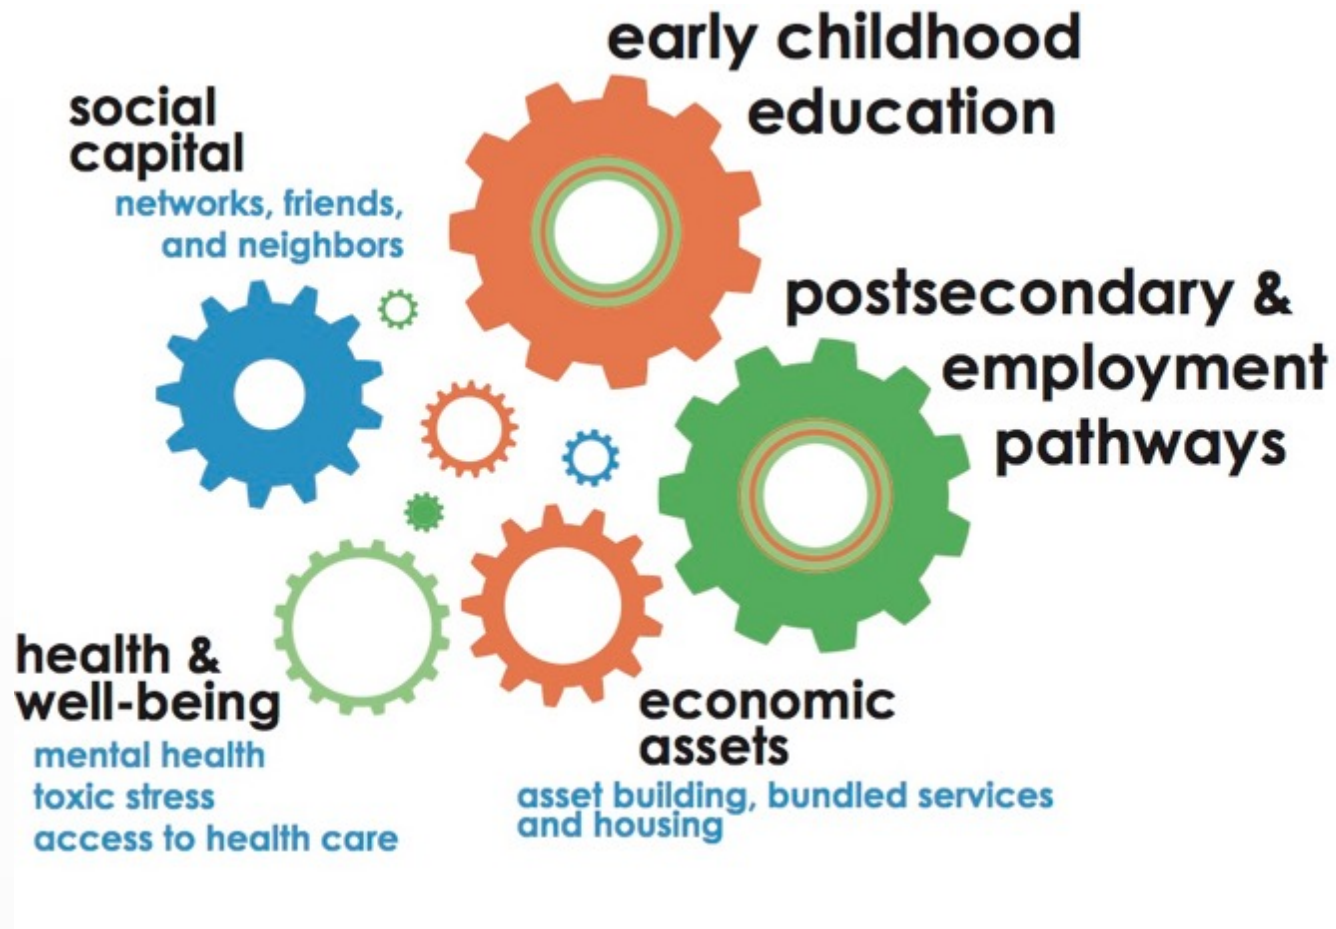 early childhood
education
social
capital
networks, friends,
and neighbors
postsecondary &
employment
pathways
health &
well-being
mental health
toxic stress
access to health care
economic
assets
asset building, bundled services
and housing